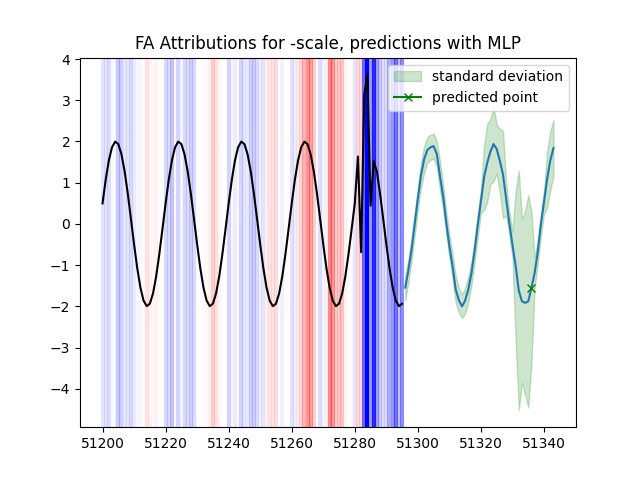 FA Attributions for -scale, predictions with MLP
standard deviation
predicted point
4
3
2
1
0
−1
−2
−3
−4
51200 51220 51240 51260 51280 51300 51320 51340